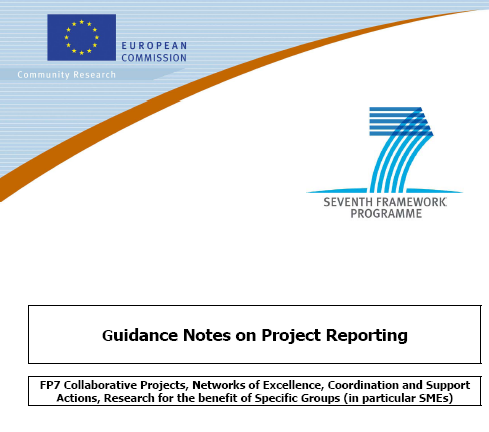 EUROPEAN
COMMISSION
Community Research
SEVENTH FRAMEWORK
PROGRAMME
Guidance Notes on Project Reporting
FP7 Collaborative Projects, Networks of Excellence, Coordination and Support
Actions, Research for the benefit of Specific Groups (in particular SMEs)